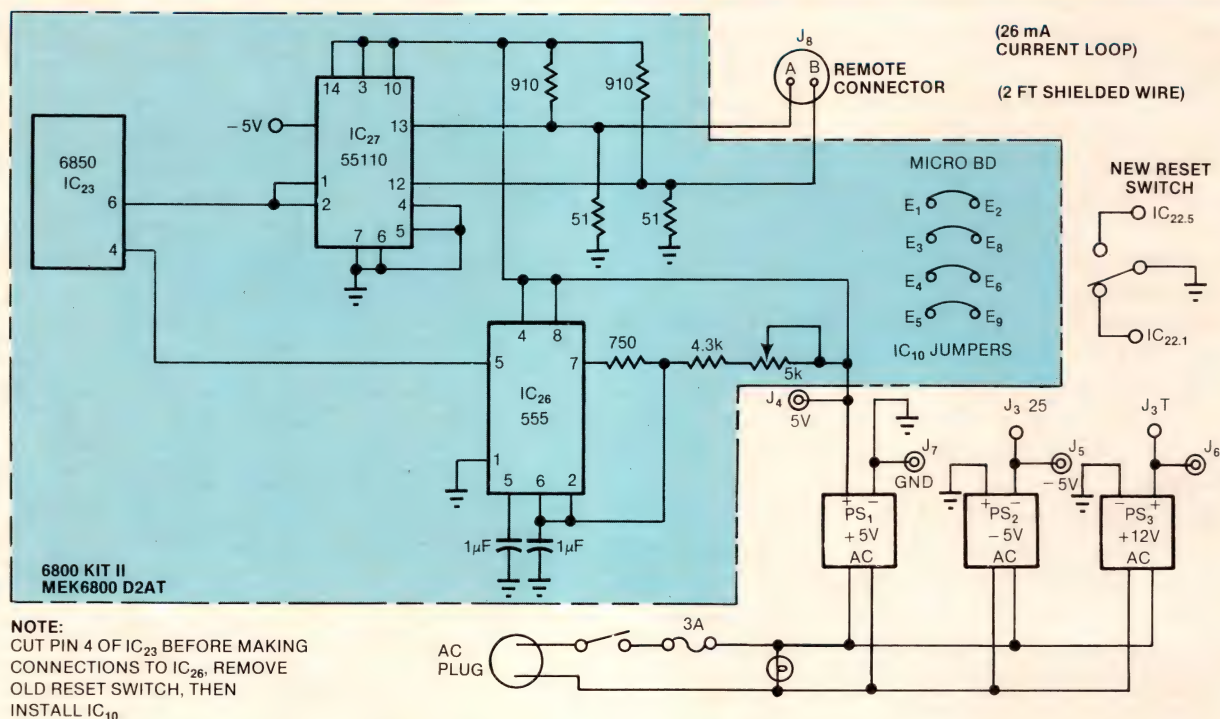 J8
A B
REMOTE
CONNECTOR
(26 mA
CURRENT LOOP)
(2 FT SHIELDED WIRE)
14 3 10
910
910
– 5V
IC27
55110
13
12
1
2
4
5
7 6
51
51
6850
IC23
6
4
MICRO BD
E1 E2
E3 E8
E4 E6
E5 E9
IC10 JUMPERS
NEW RESET
SWITCH
IC22.5
IC22.1
4 8
5
7
IC26
555
1
5 6 2
750
4.3k
5k
1µF
1µF
J4
5V
J7
GND
J3 25
J5
– 5V
J3 T
J6
+ –
PS1
+ 5V
AC
+ –
PS2
– 5V
AC
– +
PS3
+12V
AC
6800 KIT II
MEK6800 D2AT
3A
AC
PLUG
NOTE:
CUT PIN 4 OF IC23 BEFORE MAKING
CONNECTIONS TO IC26, REMOVE
OLD RESET SWITCH, THEN
INSTALL IC10